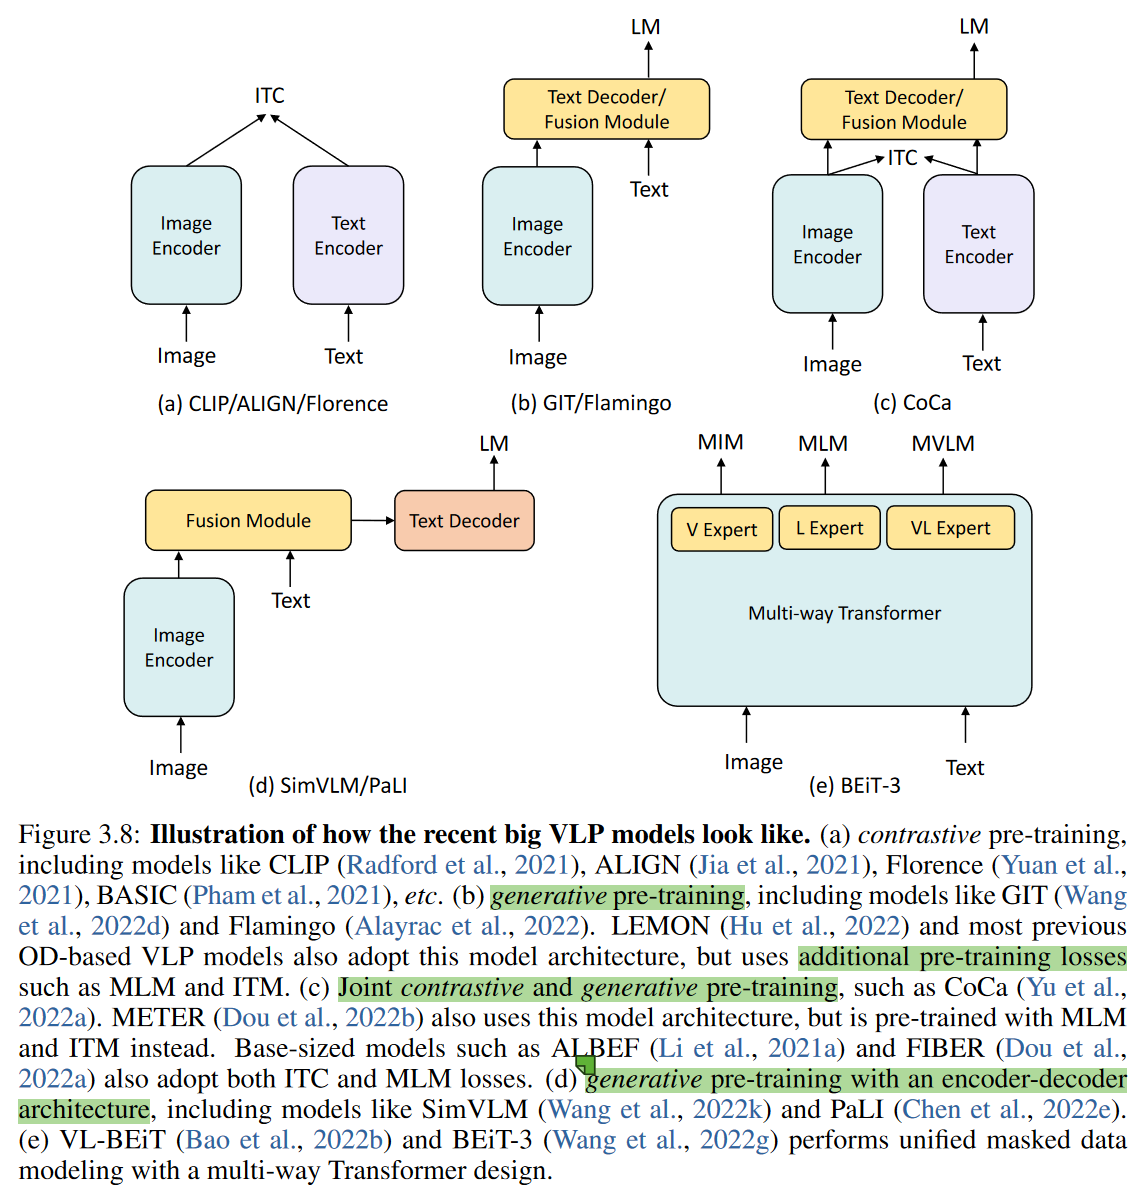 ITC
Image
Encoder
Text
Encoder
Image
Text
(a) CLIP/ALIGN/Florence
LM
Text Decoder/
Fusion Module
Text
Image
Encoder
Image
(b) GIT/Flamingo
LM
Text Decoder/
Fusion Module
ITC
Image
Encoder
Text
Encoder
Image
Text
(c) CoCa
LM
Fusion Module
Text Decoder
Text
Image
Encoder
Image
(d) SimVLM/PaLI
MIM
MLM
MVLM
V Expert
L Expert
VL Expert
Multi-way Transformer
Image
Text
(e) BEiT-3
Figure 3.8: Illustration of how the recent big VLP models look like. (a) contrastive pre-training,
including models like CLIP (Radford et al., 2021), ALIGN (Jia et al., 2021), Florence (Yuan et al.,
2021), BASIC (Pham et al., 2021), etc. (b) generative pre-training, including models like GIT (Wang
et al., 2022d) and Flamingo (Alayrac et al., 2022). LEMON (Hu et al., 2022) and most previous
OD-based VLP models also adopt this model architecture, but uses additional pre-training losses
such as MLM and ITM. (c) Joint contrastive and generative pre-training, such as CoCa (Yu et al.,
2022a). METER (Dou et al., 2022b) also uses this model architecture, but is pre-trained with MLM
and ITM instead. Base-sized models such as ALBEF (Li et al., 2021a) and FIBER (Dou et al.,
2022a) also adopt both ITC and MLM losses. (d) generative pre-training with an encoder-decoder
architecture, including models like SimVLM (Wang et al., 2022k) and PaLI (Chen et al., 2022e).
(e) VL-BEiT (Bao et al., 2022b) and BEiT-3 (Wang et al., 2022g) performs unified masked data
modeling with a multi-way Transformer design.